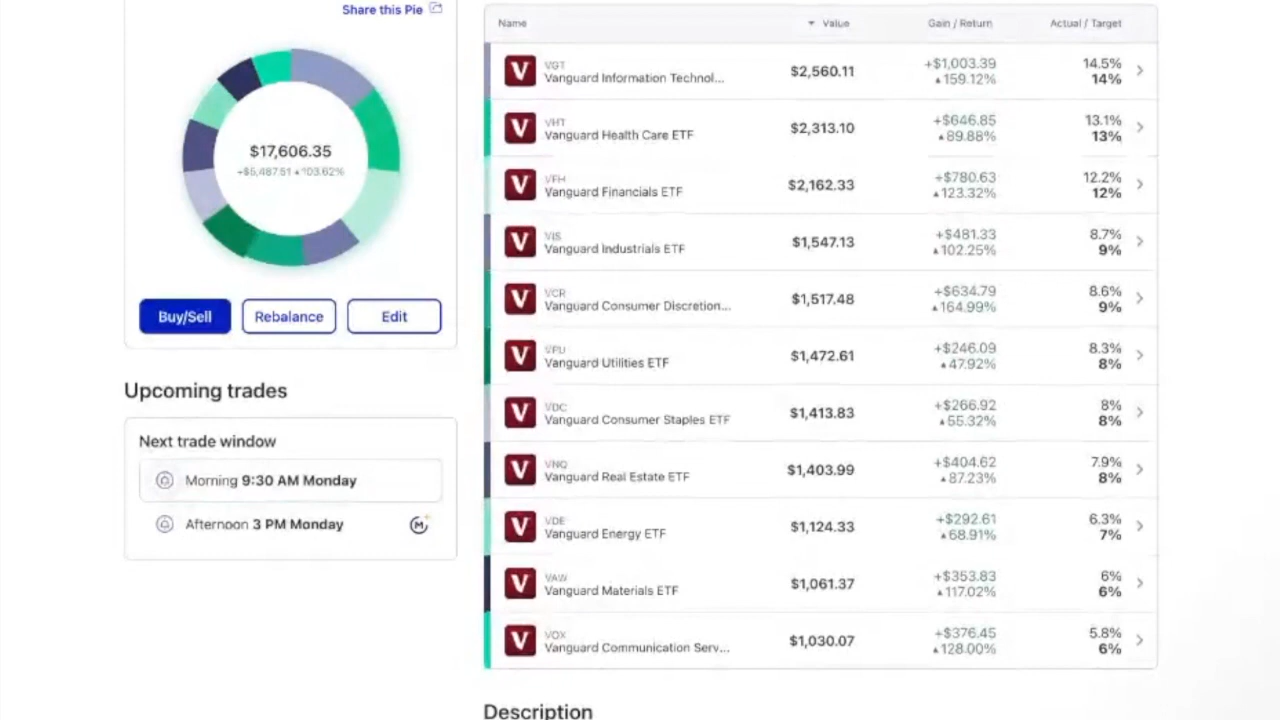 Share this Pie
$17,606.35
+$5,487.51 ▲103.62%
Buy/Sell
Rebalance
Edit
Upcoming trades
Next trade window
Morning 9:30 AM Monday
Afternoon 3 PM Monday
M
Name
Value
Gain / Return
Actual / Target
V
VGT
Vanguard Information Technol...
$2,560.11
+$1,003.39
▲159.12%
14.5%
14%
V
VHT
Vanguard Health Care ETF
$2,313.10
+$646.85
▲89.88%
13.1%
13%
V
VFH
Vanguard Financials ETF
$2,162.33
+$780.63
▲123.32%
12.2%
12%
V
VIS
Vanguard Industrials ETF
$1,547.13
+$481.33
▲102.25%
8.7%
9%
V
VCR
Vanguard Consumer Discretion...
$1,517.48
+$634.79
▲164.99%
8.6%
9%
V
VPU
Vanguard Utilities ETF
$1,472.61
+$246.09
▲47.92%
8.3%
8%
V
VDC
Vanguard Consumer Staples ETF
$1,413.83
+$266.92
▲55.32%
8%
8%
V
VNQ
Vanguard Real Estate ETF
$1,403.99
+$404.62
▲87.23%
7.9%
8%
V
VDE
Vanguard Energy ETF
$1,124.33
+$292.61
▲68.91%
6.3%
7%
V
VAW
Vanguard Materials ETF
$1,061.37
+$353.83
▲117.02%
6%
6%
V
VOX
Vanguard Communication Serv...
$1,030.07
+$376.45
▲128.00%
5.8%
6%
Description